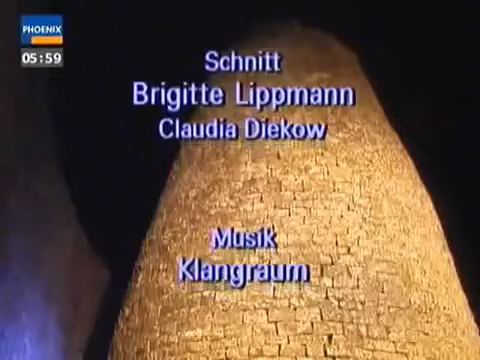 PHOENIX
05:59
Schnitt
Brigitte Lippmann
Claudia Diekow
Musik
Klangraum